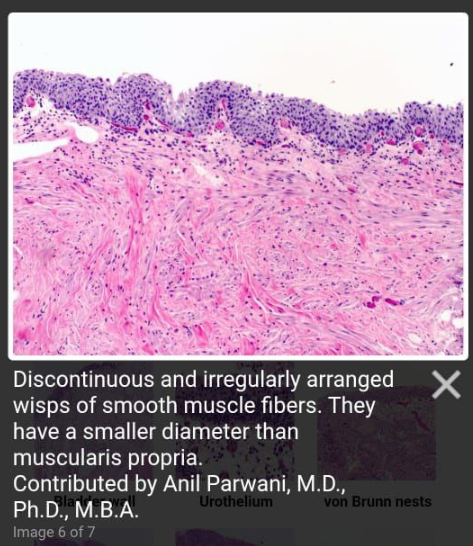 Discontinuous and irregularly arranged
wisps of smooth muscle fibers. They
have a smaller diameter than
muscularis propria.
Contributed by Anil Parwani, M.D.,
Ph.D., M.B.A.
Bladder wall
Urothelium
von Brunn nests
Image 6 of 7